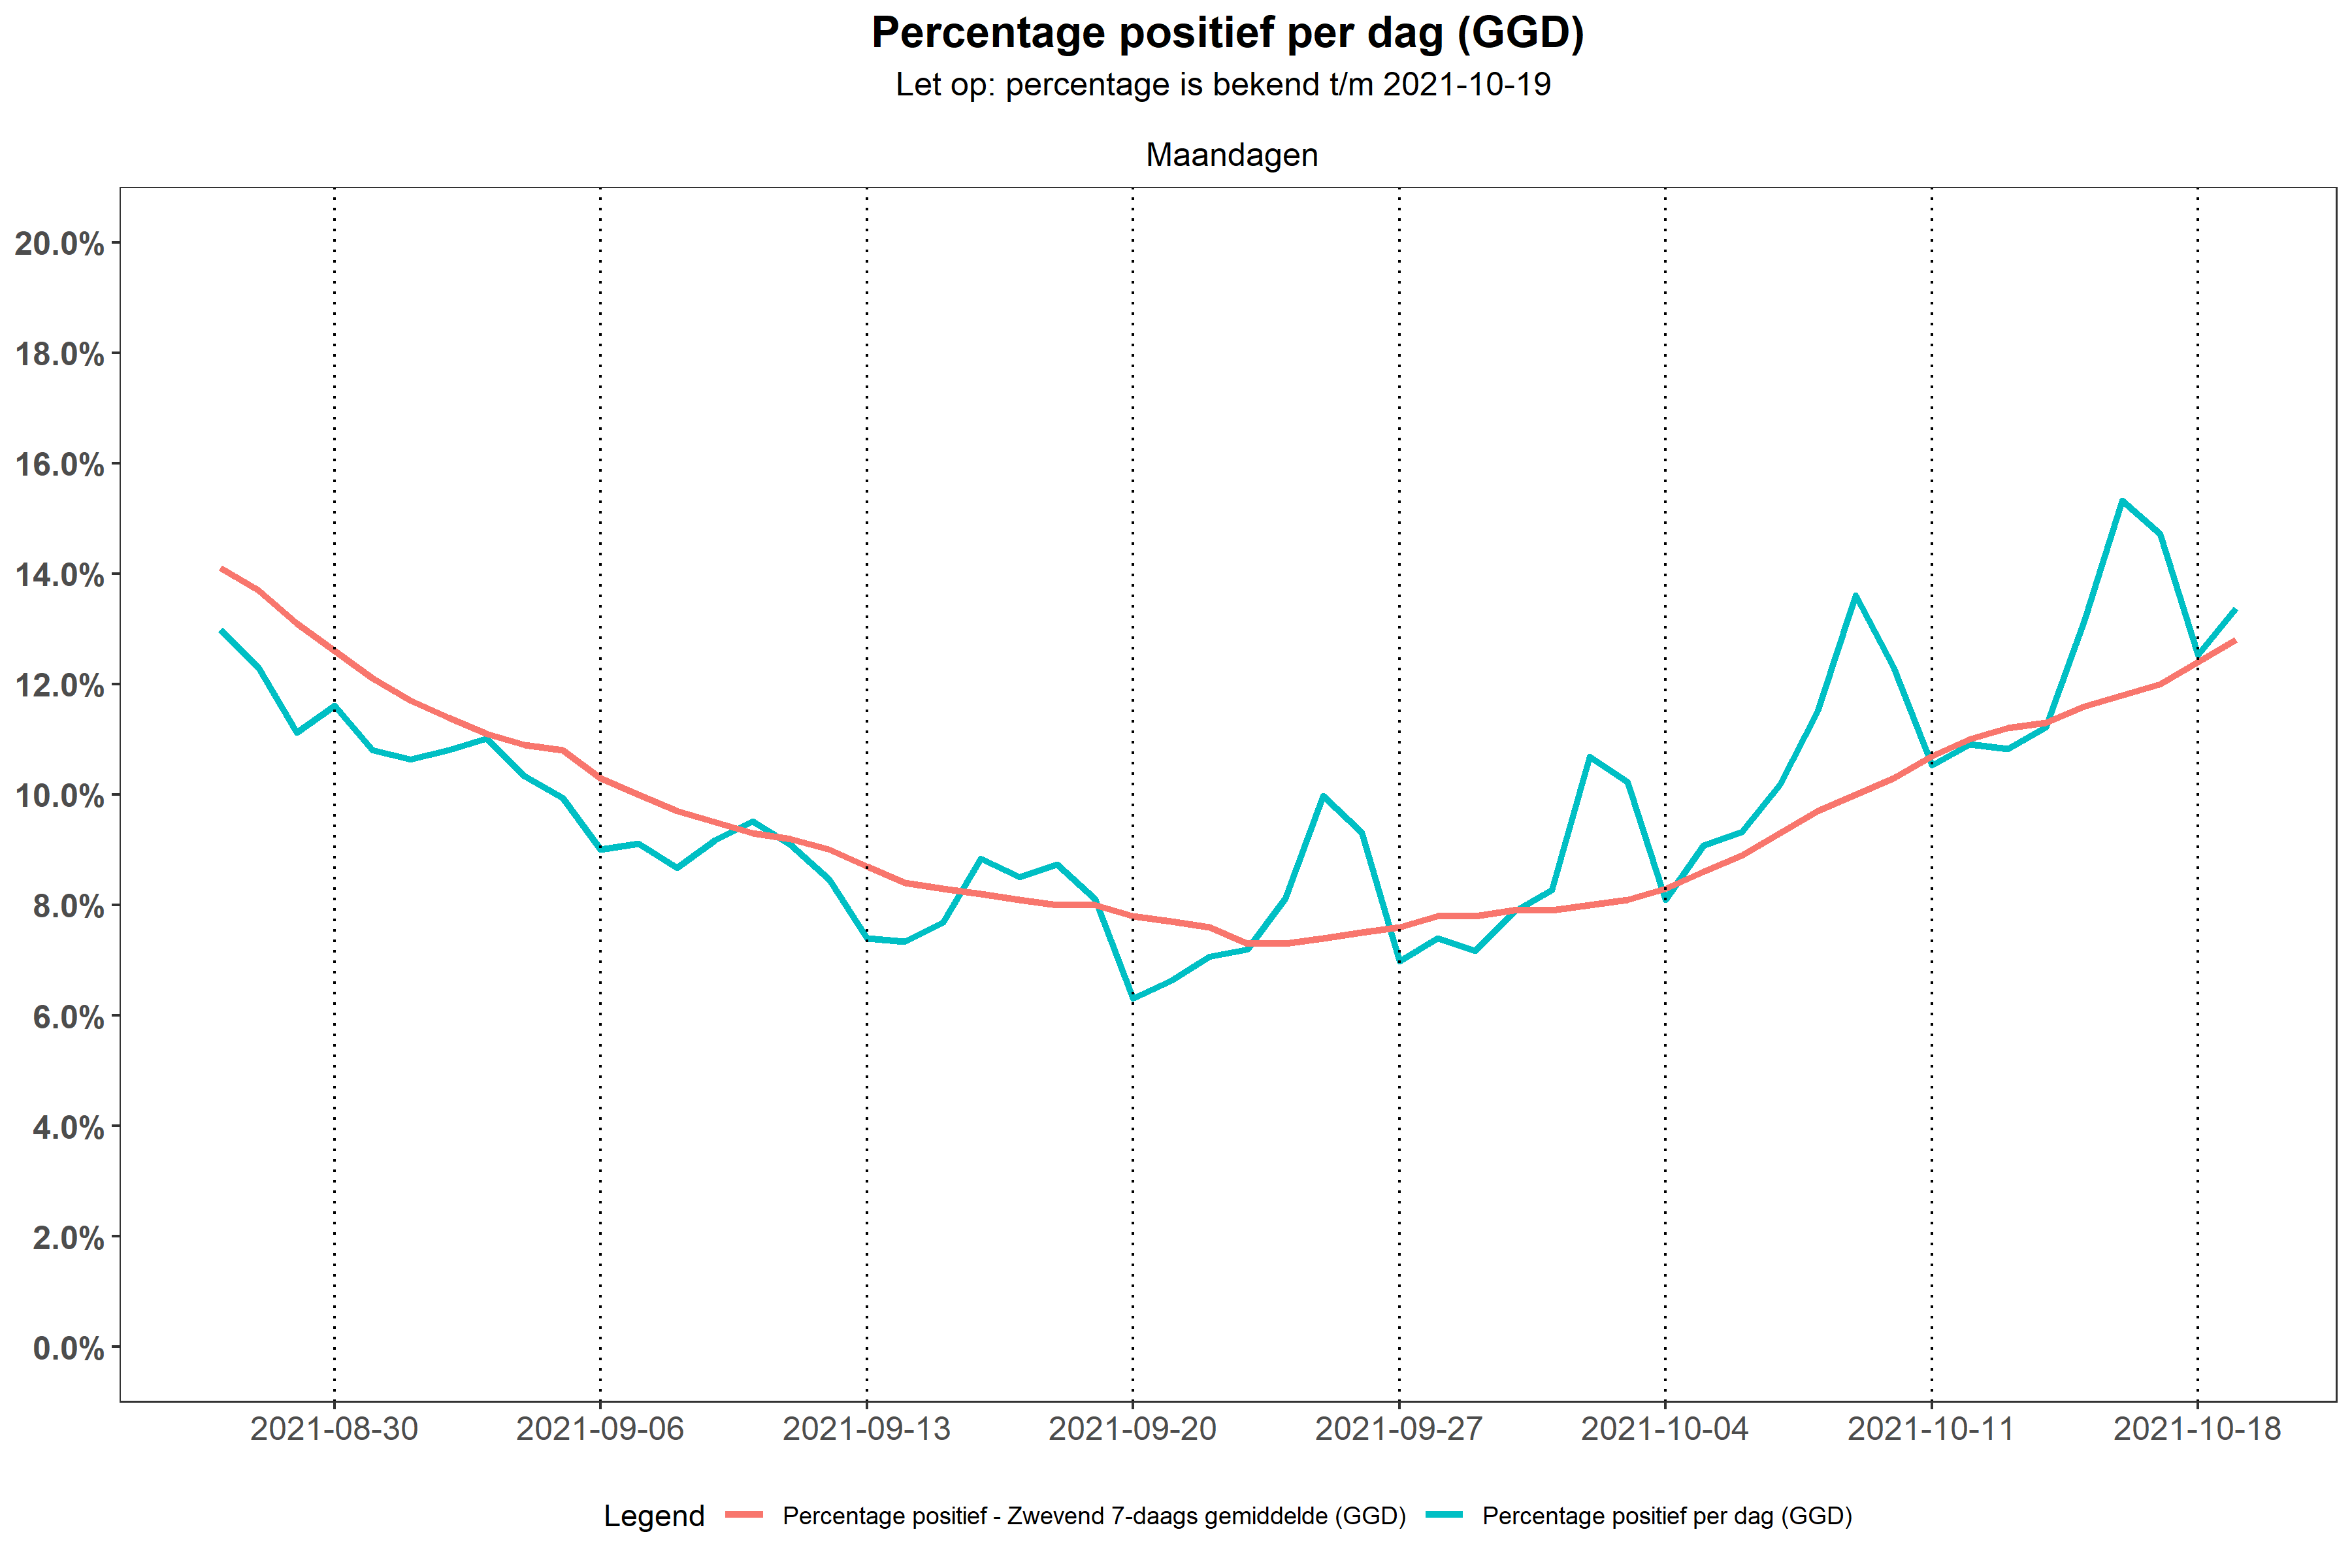 Percentage positief per dag (GGD)
Let op: percentage is bekend t/m 2021-10-19
Maandagen
20.0%
18.0%
16.0%
14.0%
12.0%
10.0%
8.0%
6.0%
4.0%
2.0%
0.0%
2021-08-30 2021-09-06 2021-09-13 2021-09-20 2021-09-27 2021-10-04 2021-10-11 2021-10-18
Legend Percentage positief - Zwevend 7-daags gemiddelde (GGD) Percentage positief per dag (GGD)